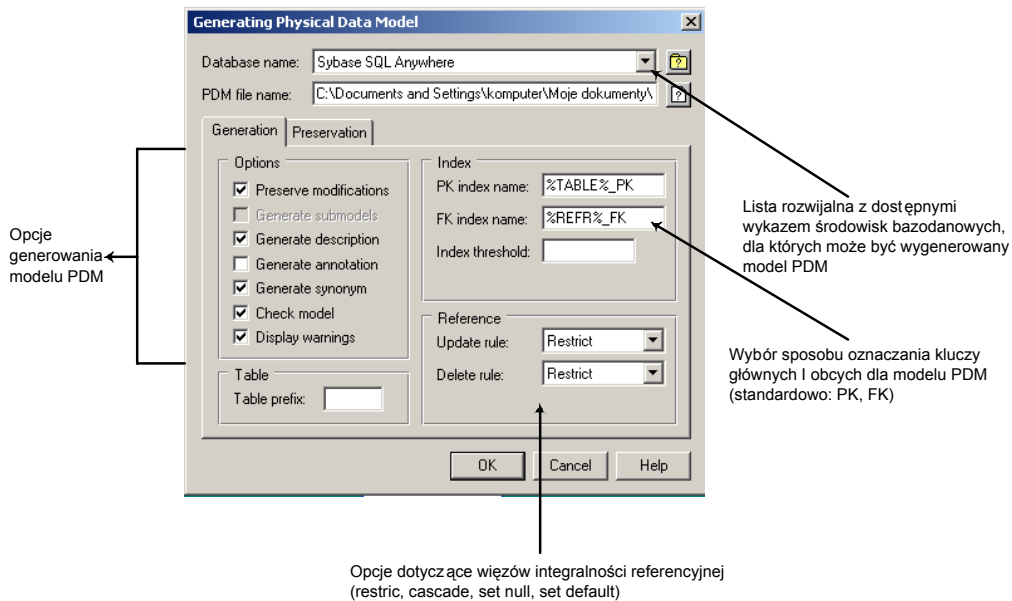 Generating Physical Data Model
Database name: Sybase SQL Anywhere
PDM file name: C:\Documents and Settings\komputer\Moje dokumenty\
Generation Preservation
Options
Preserve modifications
Generate submodels
Generate description
Generate annotation
Generate synonym
Check model
Display warnings
Table
Table prefix:
Index
PK index name: %TABLE%_PK
FK index name: %REFR%_FK
Index threshold:
Reference
Update rule: Restrict
Delete rule: Restrict
OK Cancel Help
Opcje
generowania
modelu PDM
Lista rozwijalna z dostępnymi
wykazem środowisk bazodanowych,
dla których może być wygenerowany
model PDM
Wybór sposobu oznaczania kluczy
głównych I obcych dla modelu PDM
(standardowo: PK, FK)
Opcje dotyczące więzów integralności referencyjnej
(restric, cascade, set null, set default)